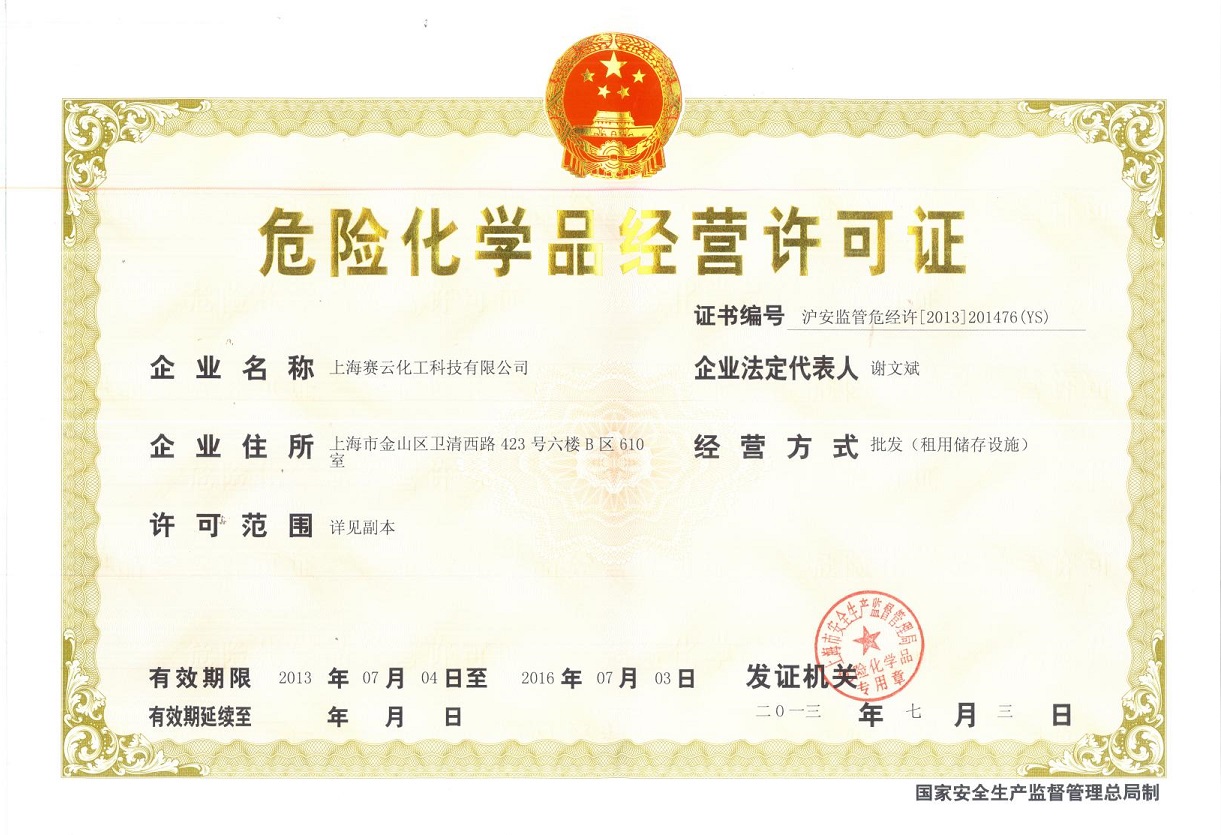 危险化学品经营许可证
证书编号 沪安监管危经许[2013]201476(YS)
企业名称 上海赛云化工科技有限公司
企业法定代表人 谢文斌
企业住所 上海市金山区卫清西路 423 号六楼 B 区 610
室
经营方式 批发（租用储存设施）
许可范围 详见副本
有效期限 2013 年 07 月 04 日至 2016 年 07 月 03 日
有效期延续至 年 月 日
发证机关
上海市安全生产监督管理局
危险化学品
专用章
二0一三 年 七 月 三 日
国家安全生产监督管理总局制